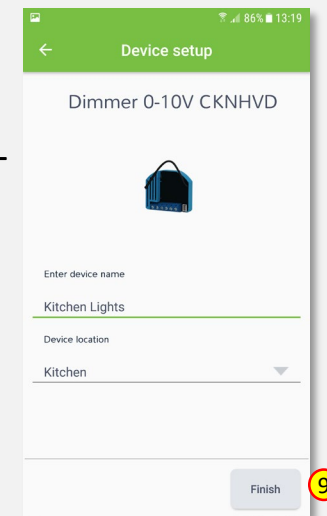 86% 13:19
Device setup
Dimmer 0-10V CKNHVD
Enter device name
Kitchen Lights
Device location
Kitchen
Finish
9